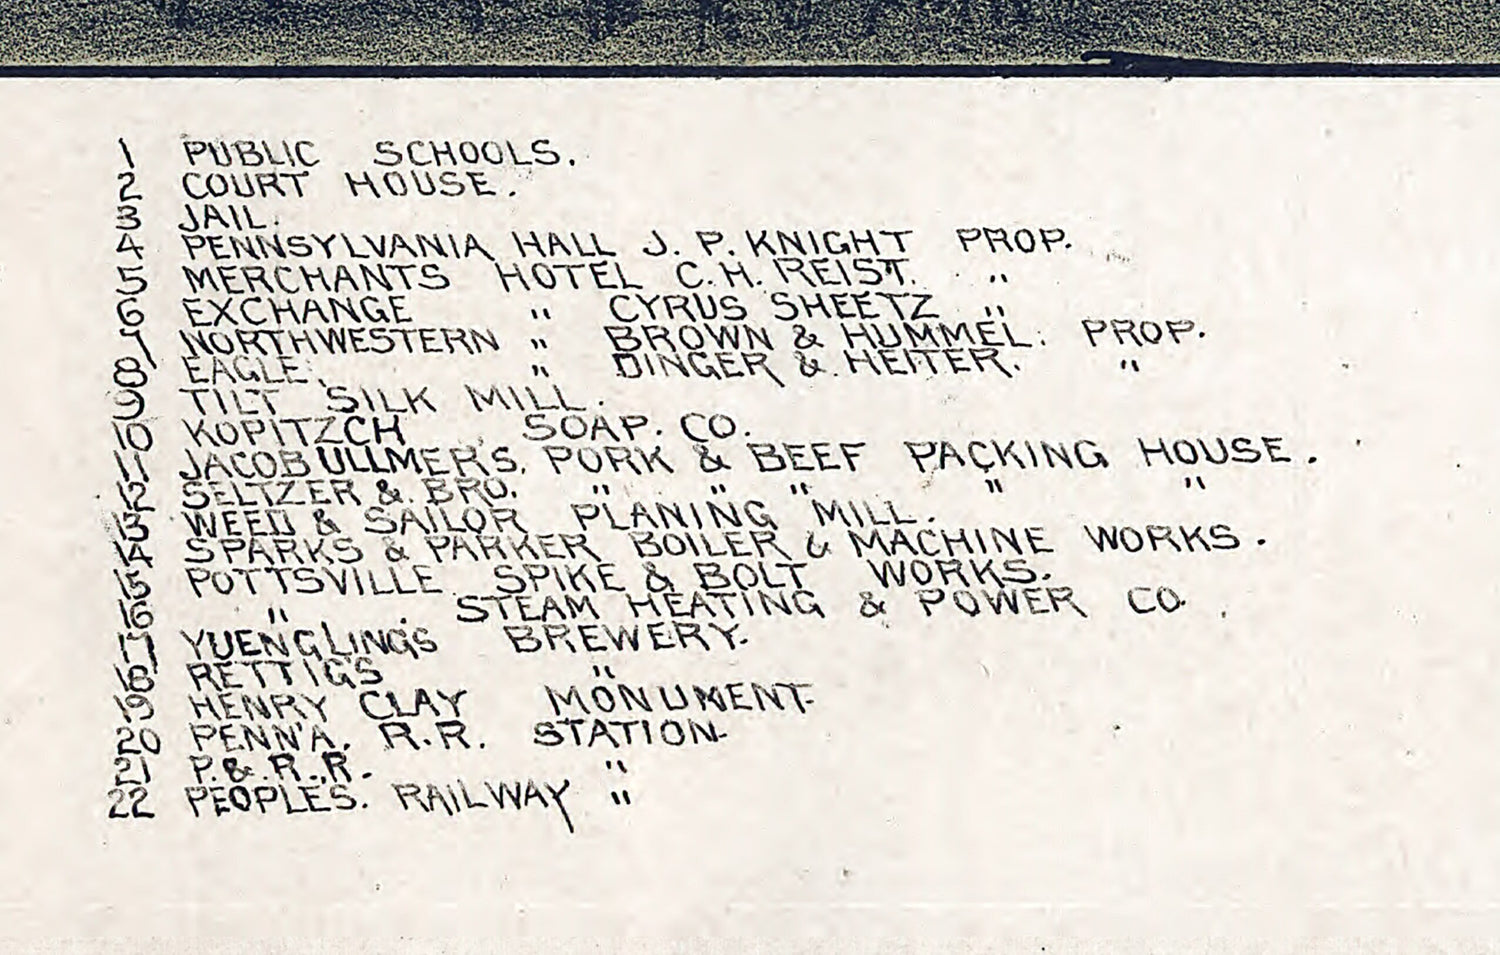 1 PUBLIC SCHOOLS.
2 COURT HOUSE.
3 JAIL.
4 PENNSYLVANIA HALL J. P. KNIGHT PROP.
5 MERCHANTS HOTEL C. H. REIST. "
6 EXCHANGE " CYRUS SHEETZ "
7 NORTHWESTERN " BROWN & HUMMEL. PROP.
8 EAGLE. " DINGER & HEITER. "
9 TILT SILK MILL.
10 KOPITZCH SOAP. CO.
11 JACOB ULLMER'S. PORK & BEEF PACKING HOUSE.
12 SELTZER & BRO. " " " " "
13 WEED & SAILOR PLANING MILL.
14 SPARKS & PARKER BOILER & MACHINE WORKS.
15 POTTSVILLE SPIKE & BOLT WORKS.
16 " STEAM HEATING & POWER CO.
17 YUENGLING'S BREWERY.
18 RETTIG'S "
19 HENRY CLAY MONUMENT.
20 PENN'A. R.R. STATION.
21 P. & R. R. "
22 PEOPLES. RAILWAY "